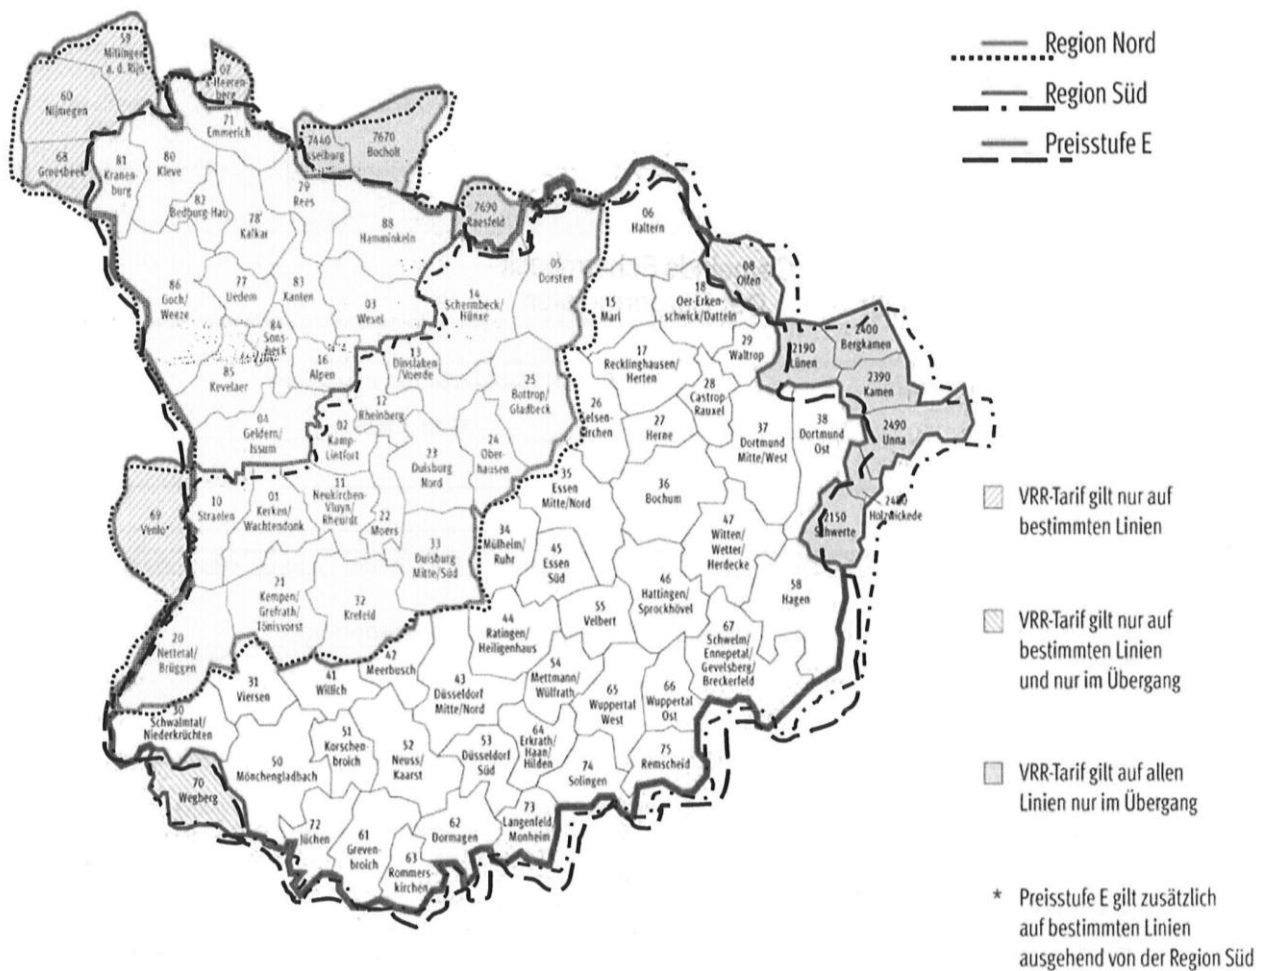 Region Nord
Region Süd
Preisstufe E
59
Millingen
a. d. Rijn
60
Nijmegen
68
Groesbeek
07
s-Heeren-
berg
71
Emmerich
7440
Isselburg
7670
Bocholt
81
Kranen-
burg
80
Kleve
82
Bedburg-Hau
78
Kalkar
79
Rees
88
Hamminkeln
7690
Raesfeld
06
Haltern
08
Olfen
86
Goch/
Weeze
77
Uedem
83
Xanten
03
Wesel
14
Schermbeck/
Hünxe
05
Dorsten
15
Marl
18
Oer-Erken-
schwick/Datteln
84
Sons-
beck
85
Kevelaer
16
Alpen
13
Dinslaken
/Voerde
17
Recklinghausen/
Herten
29
Waltrop
2190
Lünen
2400
Bergkamen
2390
Kamen
2490
Unna
04
Geldern/
Issum
02
Kamp-
Lintfort
12
Rheinberg
25
Bottrop/
Gladbeck
26
Gelsen-
kirchen
28
Castrop-
Rauxel
27
Herne
37
Dortmund
Mitte/West
38
Dortmund
Ost
23
Duisburg
Nord
24
Ober-
hausen
69
Venlo*
10
Straelen
01
Kerken/
Wachtendonk
11
Neukirchen-
Vluyn/
Rheurdt
22
Moers
33
Duisburg
Mitte/Süd
35
Essen
Mitte/Nord
36
Bochum
34
Mülheim/
Ruhr
45
Essen
Süd
47
Witten/
Wetter/
Herdecke
2150
Schwerte
Holzwickede
21
Kempen/
Grefrath/
Tönisvorst
32
Krefeld
44
Ratingen/
Heiligenhaus
55
Velbert
46
Hattingen/
Sprockhövel
58
Hagen
67
Schwelm/
Ennepetal/
Gevelsberg/
Breckerfeld
20
Nettetal/
Brüggen
30
Schwalmtal/
Niederkrüchten
31
Viersen
41
Willich
42
Meerbusch
43
Düsseldorf
Mitte/Nord
54
Mettmann/
Wülfrath
65
Wuppertal
West
66
Wuppertal
Ost
50
Mönchengladbach
51
Korschen-
broich
52
Neuss/
Kaarst
53
Düsseldorf
Süd
64
Erkrath/
Haan/
Hilden
74
Solingen
75
Remscheid
70
Wegberg
72
Jüchen
61
Greven-
broich
63
Rommers-
kirchen
62
Dormagen
73
Langenfeld/
Monheim
VRR-Tarif gilt nur auf
bestimmten Linien
VRR-Tarif gilt nur auf
bestimmten Linien
und nur im Übergang
VRR-Tarif gilt auf allen
Linien nur im Übergang
* Preisstufe E gilt zusätzlich
auf bestimmten Linien
ausgehend von der Region Süd